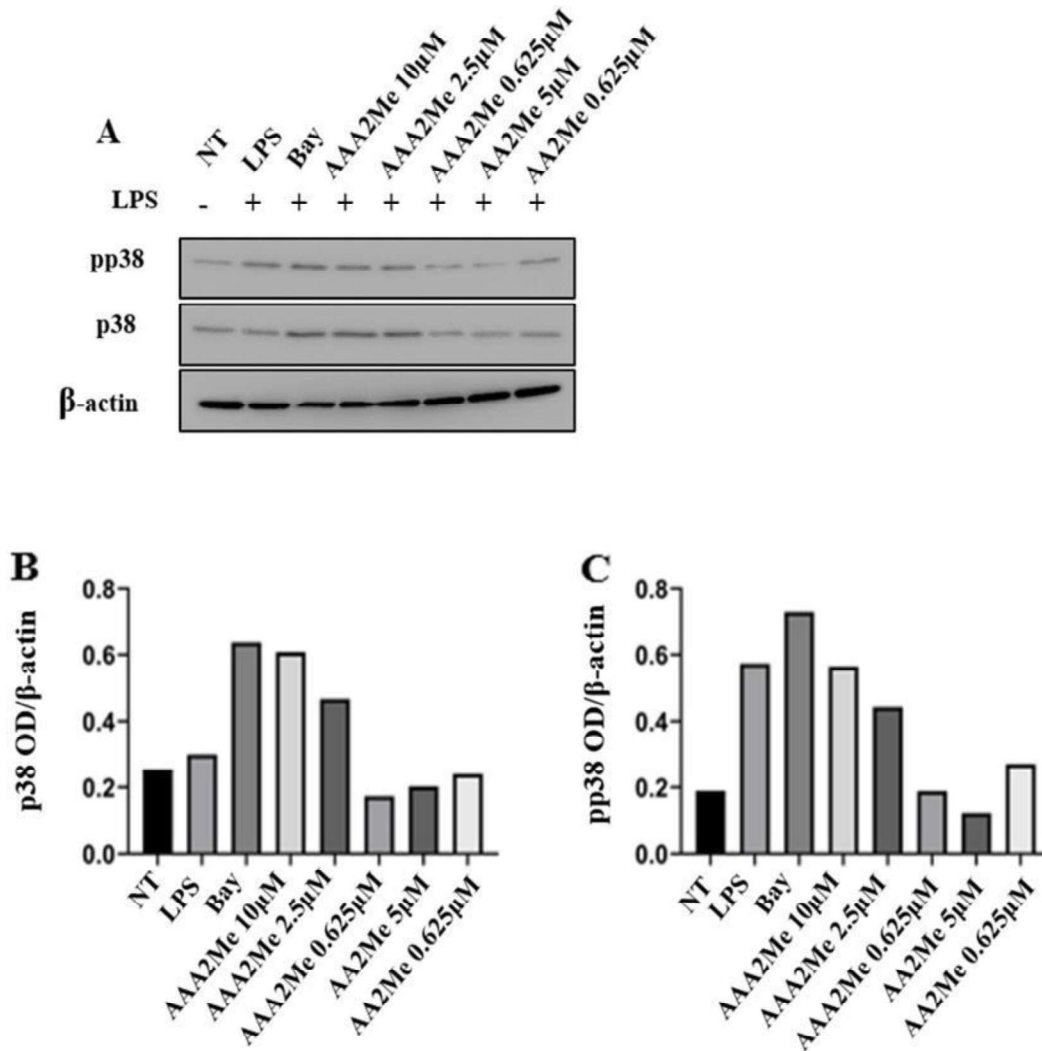 A
NT
LPS
Bay
AAA2Me 10µM
AAA2Me 2.5µM
AAA2Me 0.625µM
AA2Me 5µM
AA2Me 0.625µM
LPS - + + + + + + +
pp38
p38
β-actin
B
p38 OD/β-actin
0.8
0.6
0.4
0.2
0.0
NT
LPS
Bay
AAA2Me 10µM
AAA2Me 2.5µM
AAA2Me 0.625µM
AA2Me 5µM
AA2Me 0.625µM
C
pp38 OD/β-actin
0.8
0.6
0.4
0.2
0.0
NT
LPS
Bay
AAA2Me 10µM
AAA2Me 2.5µM
AAA2Me 0.625µM
AA2Me 5µM
AA2Me 0.625µM